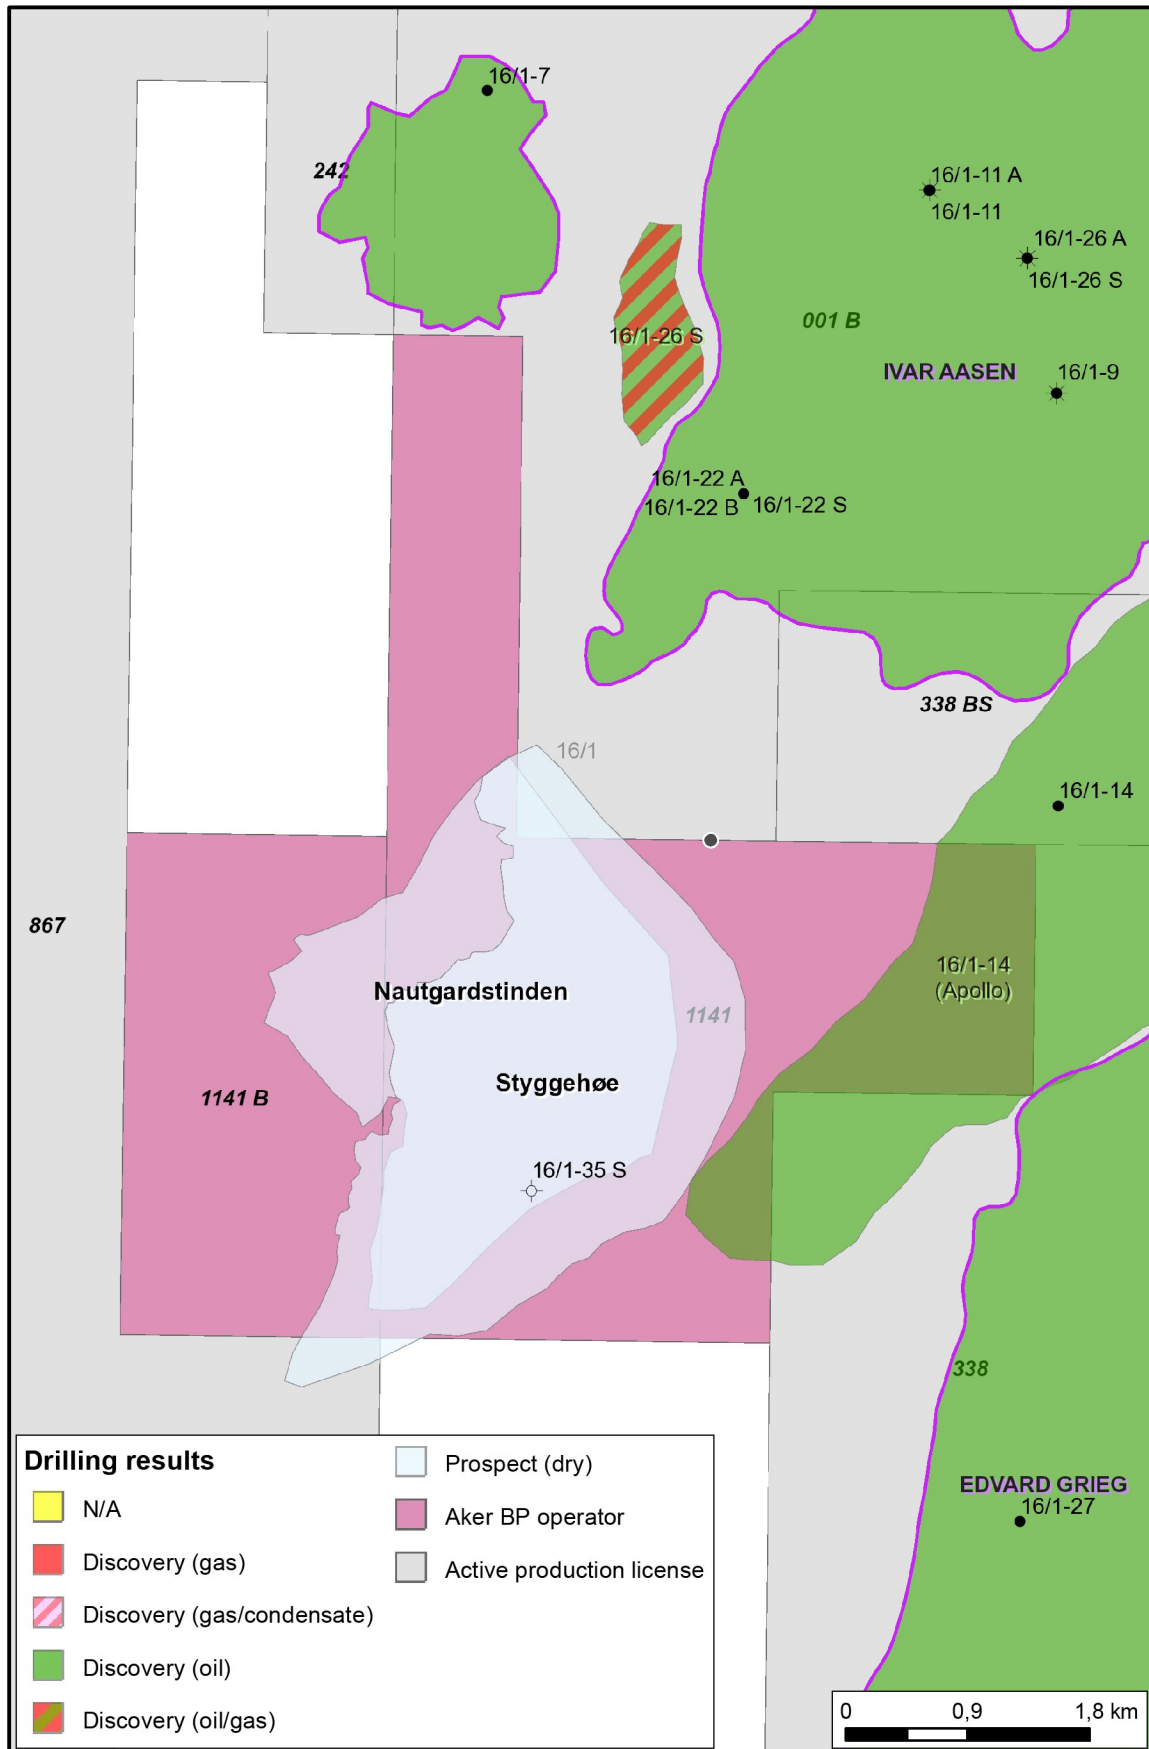 16/1-7
242
16/1-11 A
16/1-11
16/1-26 A
16/1-26 S
001 B
16/1-26 S
IVAR AASEN
16/1-9
16/1-22 A
16/1-22 B
16/1-22 S
338 BS
16/1
16/1-14
867
16/1-14
(Apollo)
Nautgardstinden
1141
Styggehøe
1141 B
16/1-35 S
338
EDVARD GRIEG
16/1-27
Drilling results
N/A
Discovery (gas)
Discovery (gas/condensate)
Discovery (oil)
Discovery (oil/gas)
Prospect (dry)
Aker BP operator
Active production license
0 0,9 1,8 km